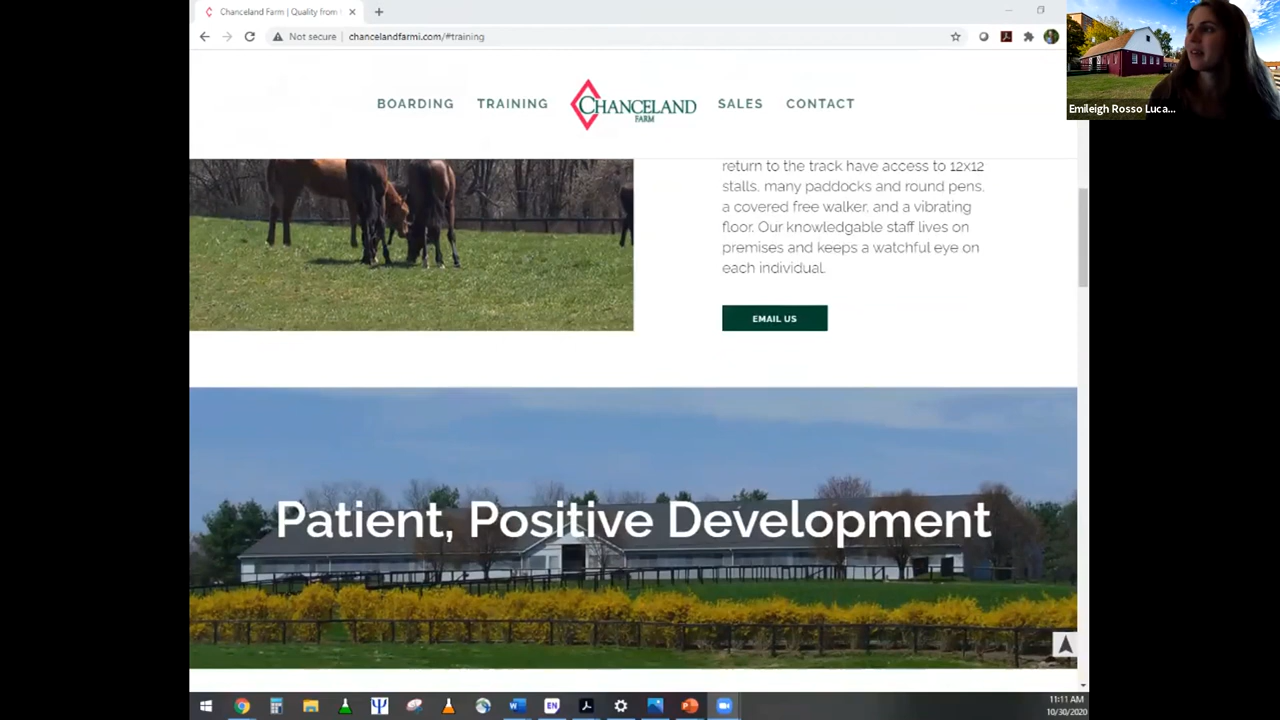 Chanceland Farm | Quality from
Not secure
chancelandfarmi.com/#training
Emileigh Rosso Luca...
BOARDING
TRAINING
CHANCELAND
FARM
SALES
CONTACT
return to the track have access to 12x12
stalls, many paddocks and round pens,
a covered free walker, and a vibrating
floor. Our knowledgable staff lives on
premises and keeps a watchful eye on
each individual.
EMAIL US
Patient, Positive Development
EN
11:11 AM
10/30/2020